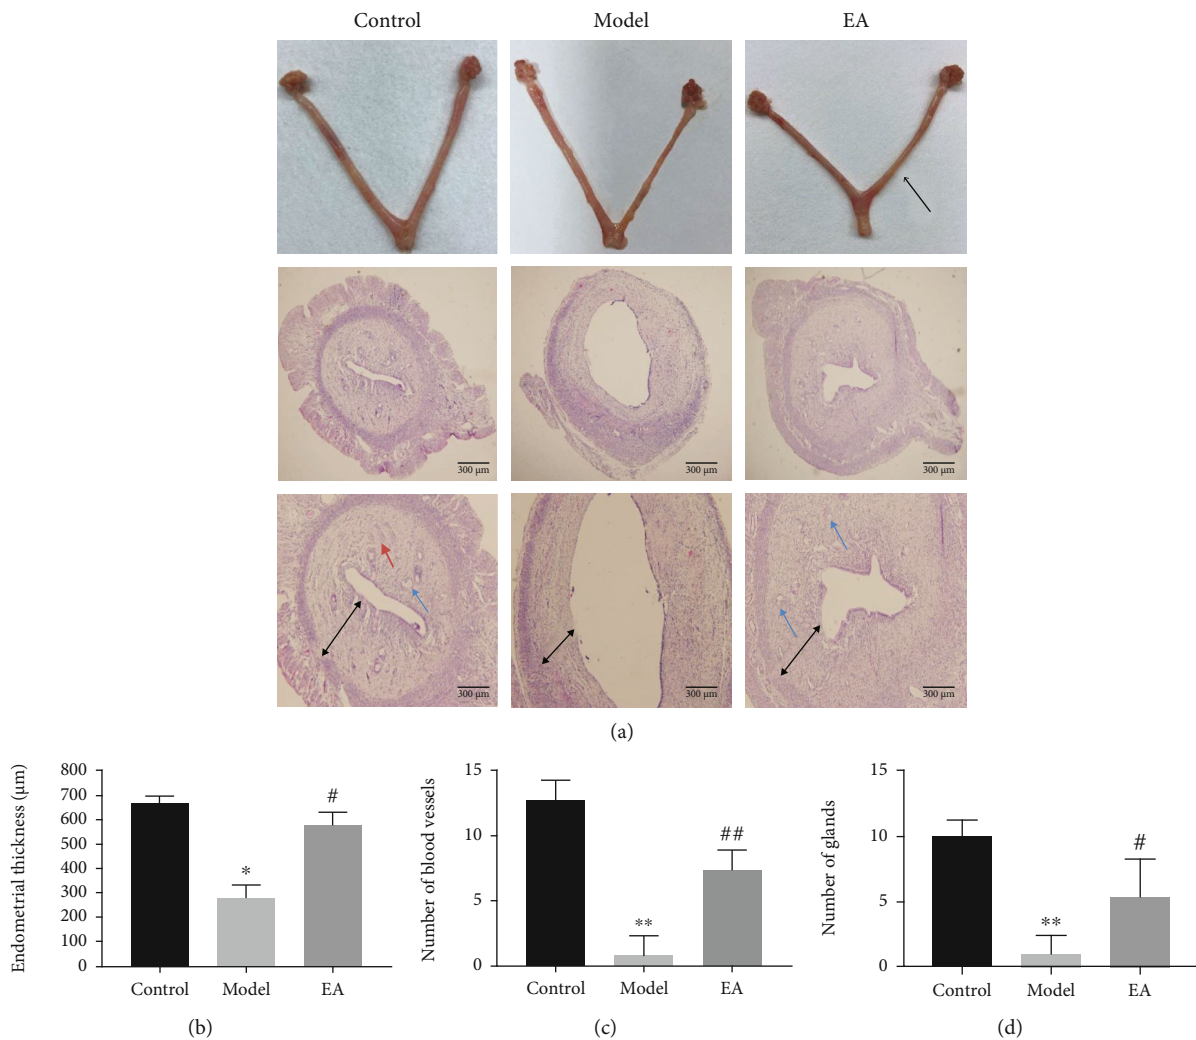 Control Model EA
300 μm 300 μm 300 μm
300 μm 300 μm 300 μm
(a)
Endometrial thickness (μm)
800
700
600
500
400
300
200
100
0
*
#
Control Model EA
(b)
Number of blood vessels
15
10
5
0
**
##
Control Model EA
(c)
Number of glands
15
10
5
0
**
#
Control Model EA
(d)